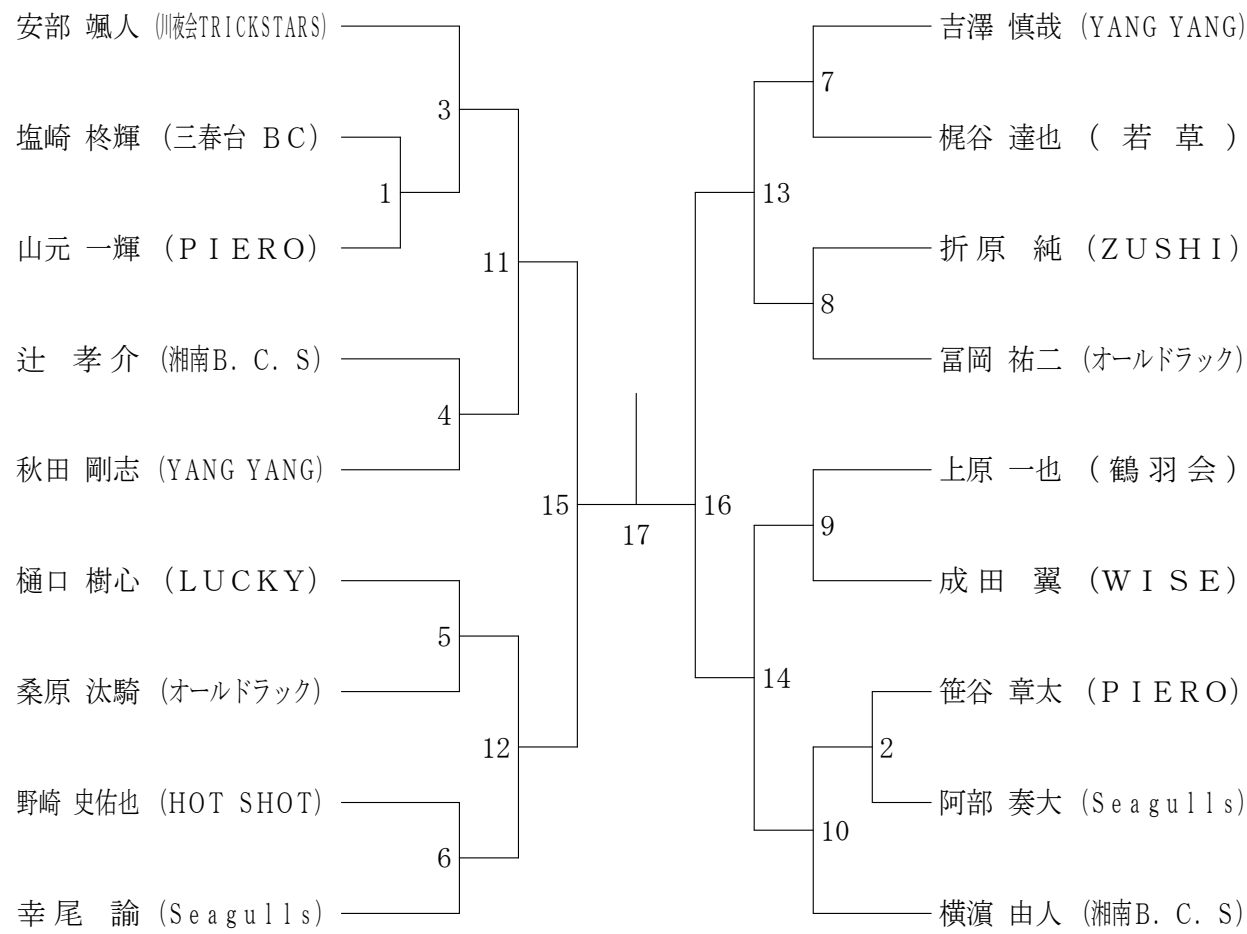 安部 颯人 (川夜会TRICKSTARS)
3
塩崎 柊輝 (三春台 BC)
1
山元 一輝 (PIERO)
11
辻 孝介 (湘南B. C. S)
4
秋田 剛志 (YANG YANG)
15
樋口 樹心 (LUCKY)
5
桑原 汰騎 (オールドラック)
12
野崎 史佑也 (HOT SHOT)
6
幸尾 諭 (Seagulls)
17
吉澤 慎哉 (YANG YANG)
7
梶谷 達也 (若草)
13
折原 純 (ZUSHI)
8
冨岡 祐二 (オールドラック)
16
上原 一也 (鶴羽会)
9
成田 翼 (WISE)
14
笹谷 章太 (PIERO)
2
阿部 奏大 (Seagulls)
10
横濵 由人 (湘南B. C. S)